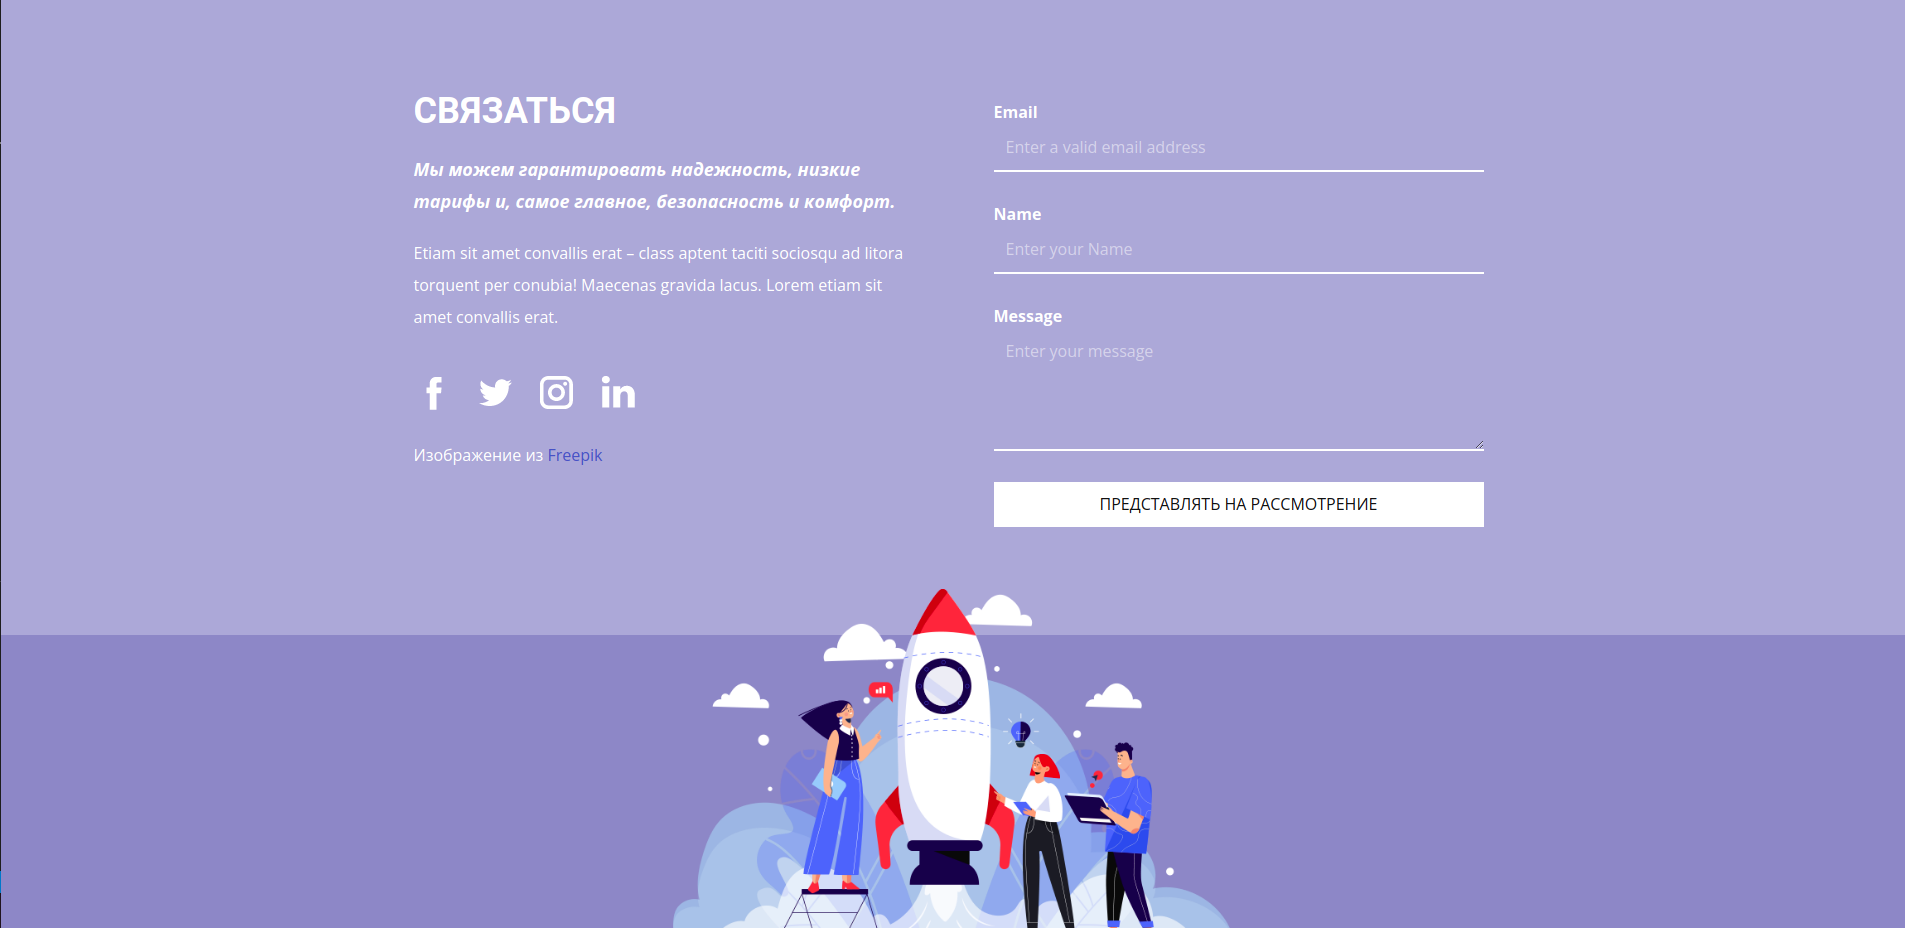 СВЯЗАТЬСЯ
Мы можем гарантировать надежность, низкие
тарифы и, самое главное, безопасность и комфорт.
Etiam sit amet convallis erat – class aptent taciti sociosqu ad litora
torquent per conubia! Maecenas gravida lacus. Lorem etiam sit
amet convallis erat.
Изображение из Freepik
Email
Enter a valid email address
Name
Enter your Name
Message
Enter your message
ПРЕДСТАВЛЯТЬ НА РАССМОТРЕНИЕ